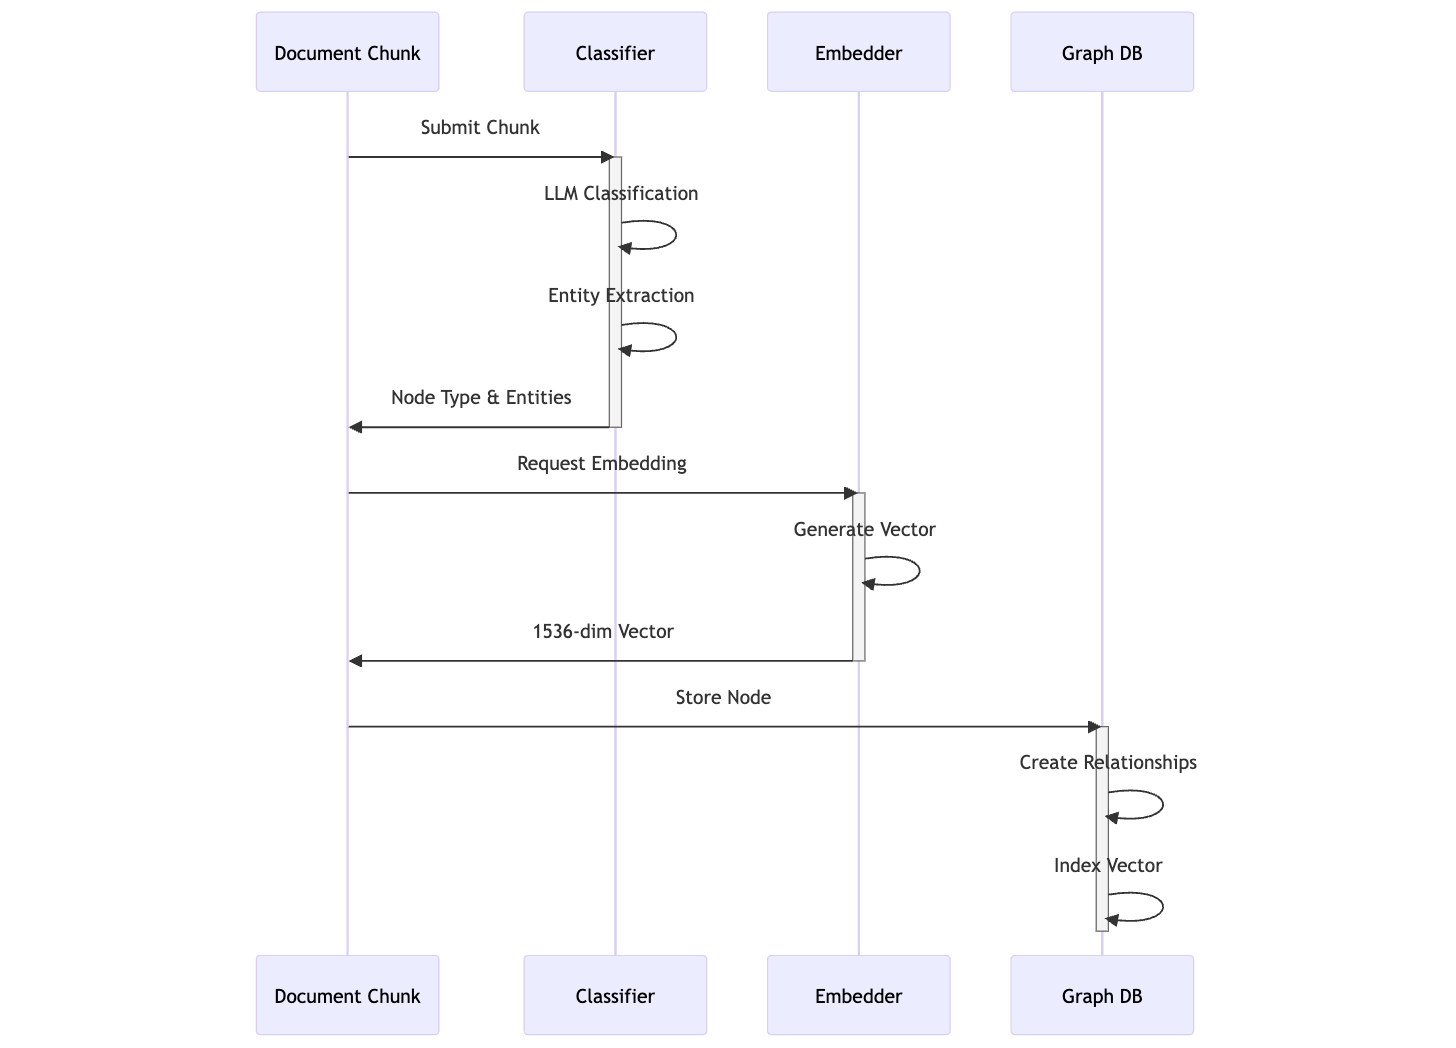 Document Chunk
Classifier
Embedder
Graph DB
Submit Chunk
LLM Classification
Entity Extraction
Node Type & Entities
Request Embedding
Generate Vector
1536-dim Vector
Store Node
Create Relationships
Index Vector
Document Chunk
Classifier
Embedder
Graph DB